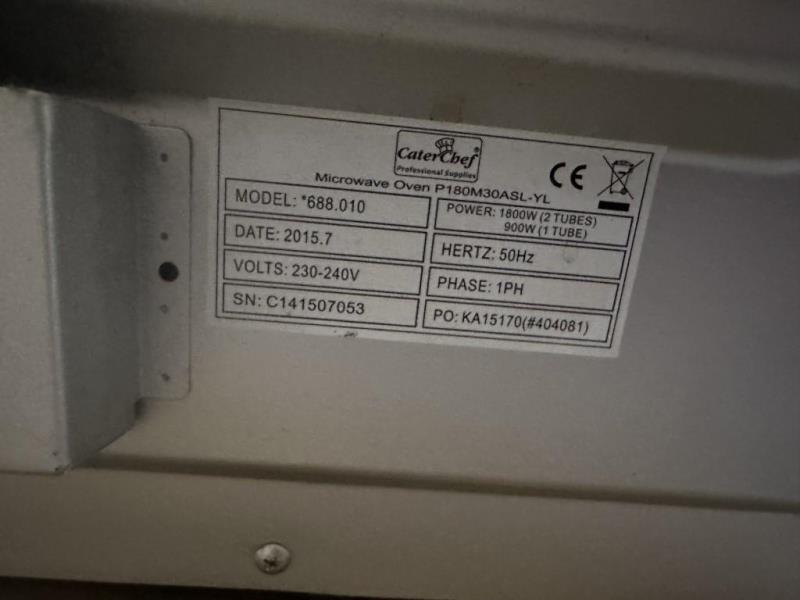 CaterChef®
Professional Supplies
CE
Microwave Oven P180M30ASL-YL
MODEL: *688.010
POWER: 1800W (2 TUBES)
900W (1 TUBE)
DATE: 2015.7
HERTZ: 50Hz
VOLTS: 230-240V
PHASE: 1PH
SN: C141507053
PO: KA15170(#404081)